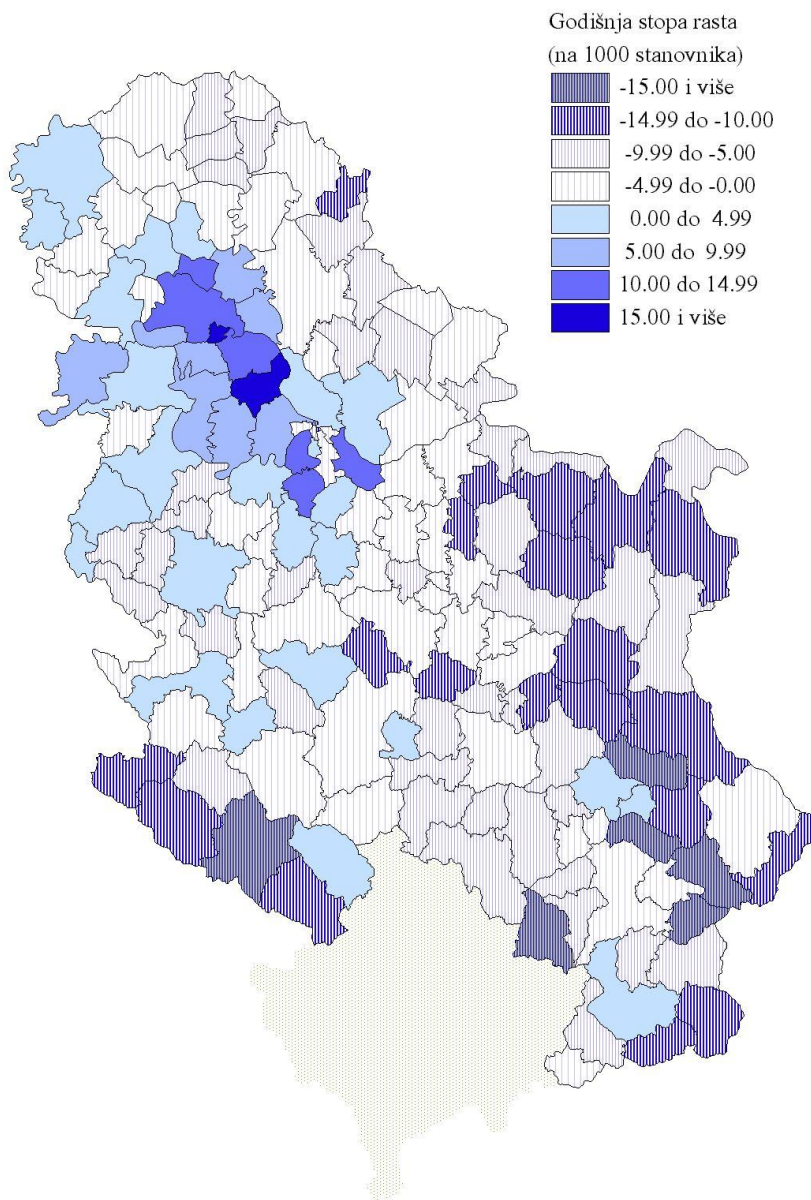 Godišnja stopa rasta
(na 1000 stanovnika)
-15.00 i više
-14.99 do -10.00
-9.99 do -5.00
-4.99 do -0.00
0.00 do 4.99
5.00 do 9.99
10.00 do 14.99
15.00 i više